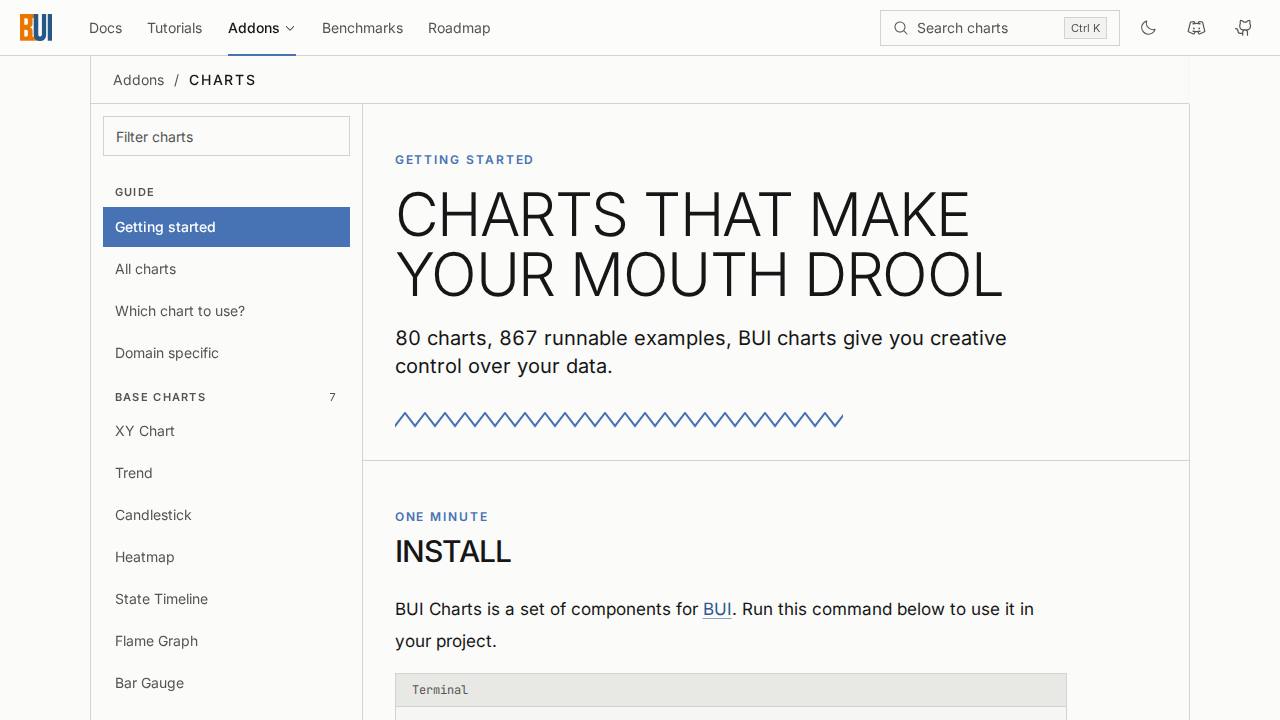 BUI
Docs
Tutorials
Addons
Benchmarks
Roadmap
Search charts
Ctrl K
Addons / CHARTS
Filter charts
GUIDE
Getting started
All charts
Which chart to use?
Domain specific
BASE CHARTS 7
XY Chart
Trend
Candlestick
Heatmap
State Timeline
Flame Graph
Bar Gauge
GETTING STARTED
CHARTS THAT MAKE
YOUR MOUTH DROOL
80 charts, 867 runnable examples, BUI charts give you creative
control over your data.
ONE MINUTE
INSTALL
BUI Charts is a set of components for BUI. Run this command below to use it in
your project.
Terminal